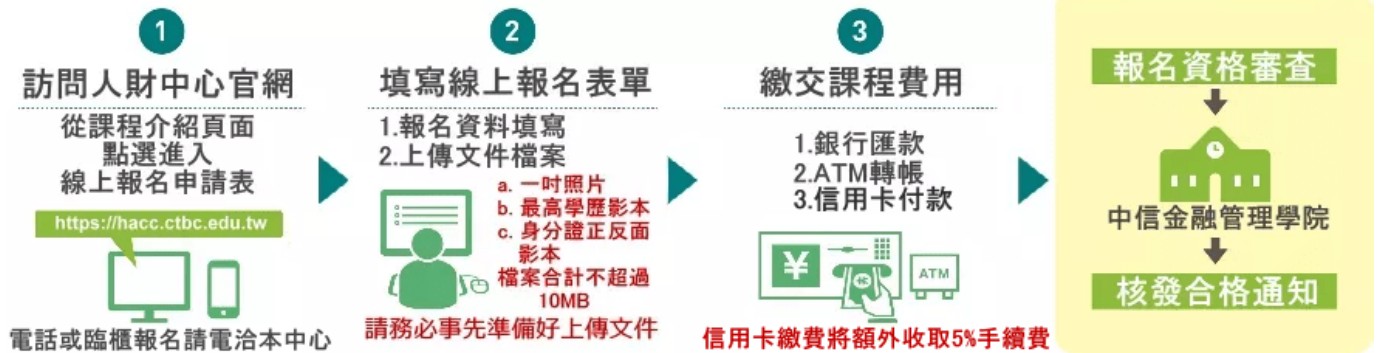 1
訪問人財中心官網
從課程介紹頁面
點選進入
線上報名申請表
https://hacc.ctbc.edu.tw
電話或臨櫃報名請電洽本中心
2
填寫線上報名表單
1.報名資料填寫
2.上傳文件檔案
a. 一吋照片
b. 最高學歷影本
c. 身分證正反面
影本
檔案合計不超過
10MB
請務必事先準備好上傳文件
3
繳交課程費用
1.銀行匯款
2.ATM轉帳
3.信用卡付款
¥
ATM
信用卡繳費將額外收取5%手續費
報名資格審查
中信金融管理學院
核發合格通知